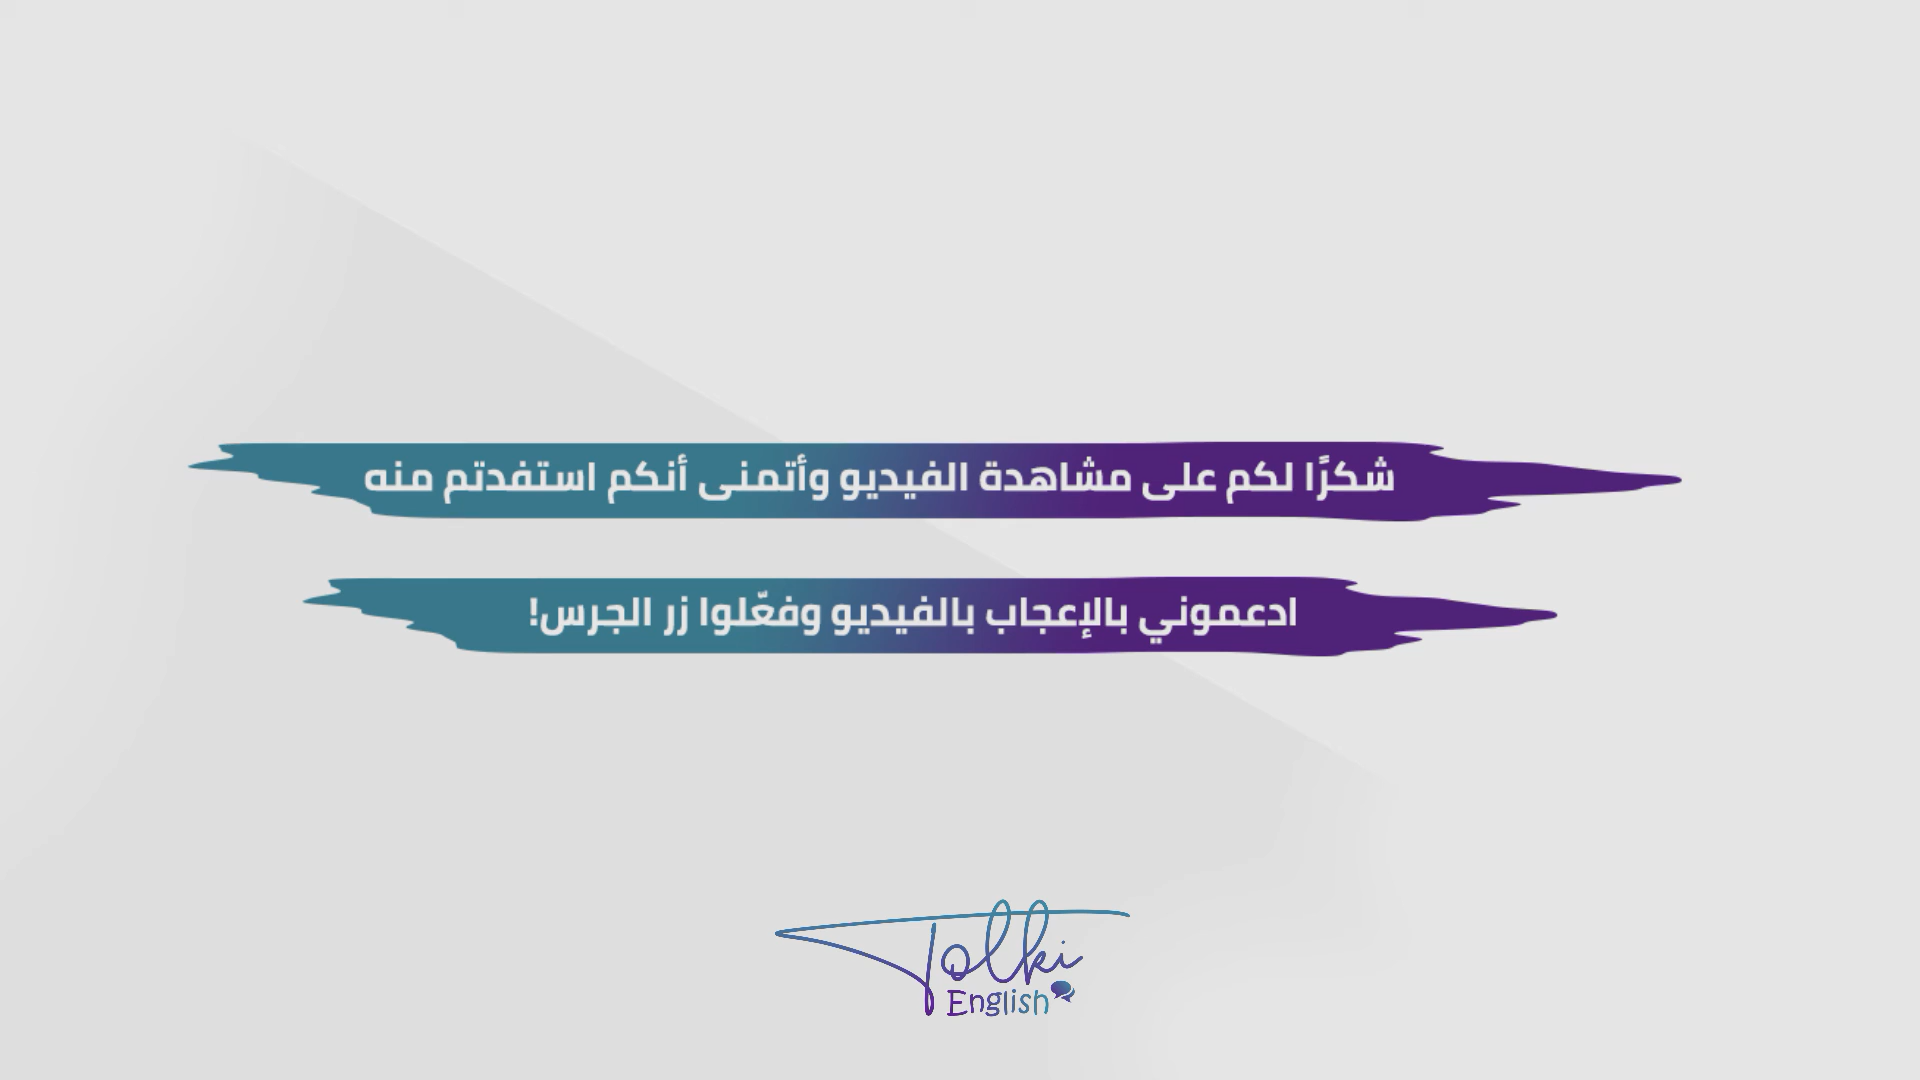 شكرًا لكم على مشاهدة الفيديو وأتمنى أنكم استفدتم منه
ادعموني بالإعجاب بالفيديو وفعّلوا زر الجرس!
Tolki
English